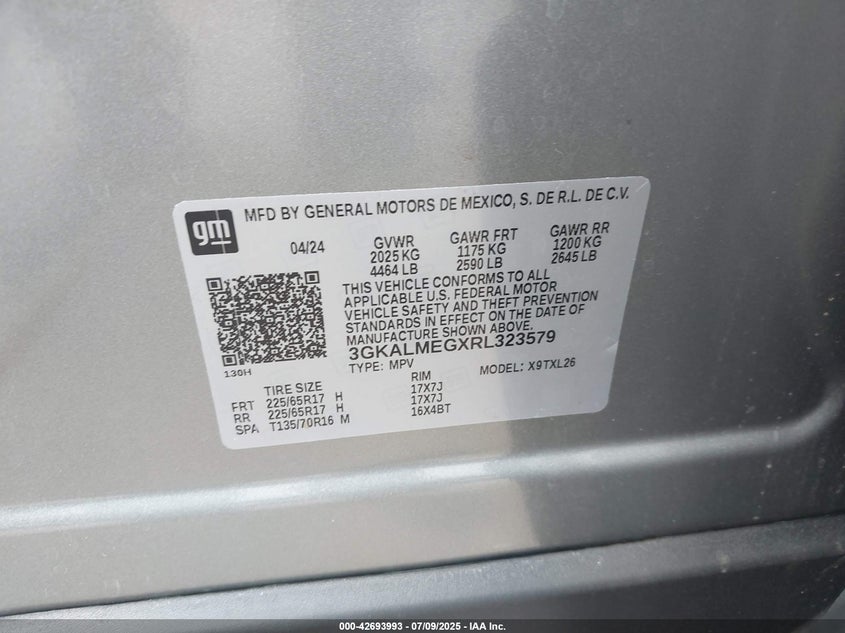 gm MFD BY GENERAL MOTORS DE MEXICO, S. DE R.L. DE C.V.
04/24 GVWR GAWR FRT GAWR RR
2025 KG 1175 KG 1200 KG
4464 LB 2590 LB 2645 LB
THIS VEHICLE CONFORMS TO ALL
APPLICABLE U.S. FEDERAL MOTOR
VEHICLE SAFETY AND THEFT PREVENTION
STANDARDS IN EFFECT ON THE DATE OF
MANUFACTURE SHOWN ABOVE.
3GKALMEGXRL323579
130H TYPE: MPV MODEL: X9TXL26
TIRE SIZE RIM
FRT 225/65R17 H 17X7J
RR 225/65R17 H 17X7J
SPA T135/70R16 M 16X4BT
000-42693993 / 07/09/2025 - IAA Inc.